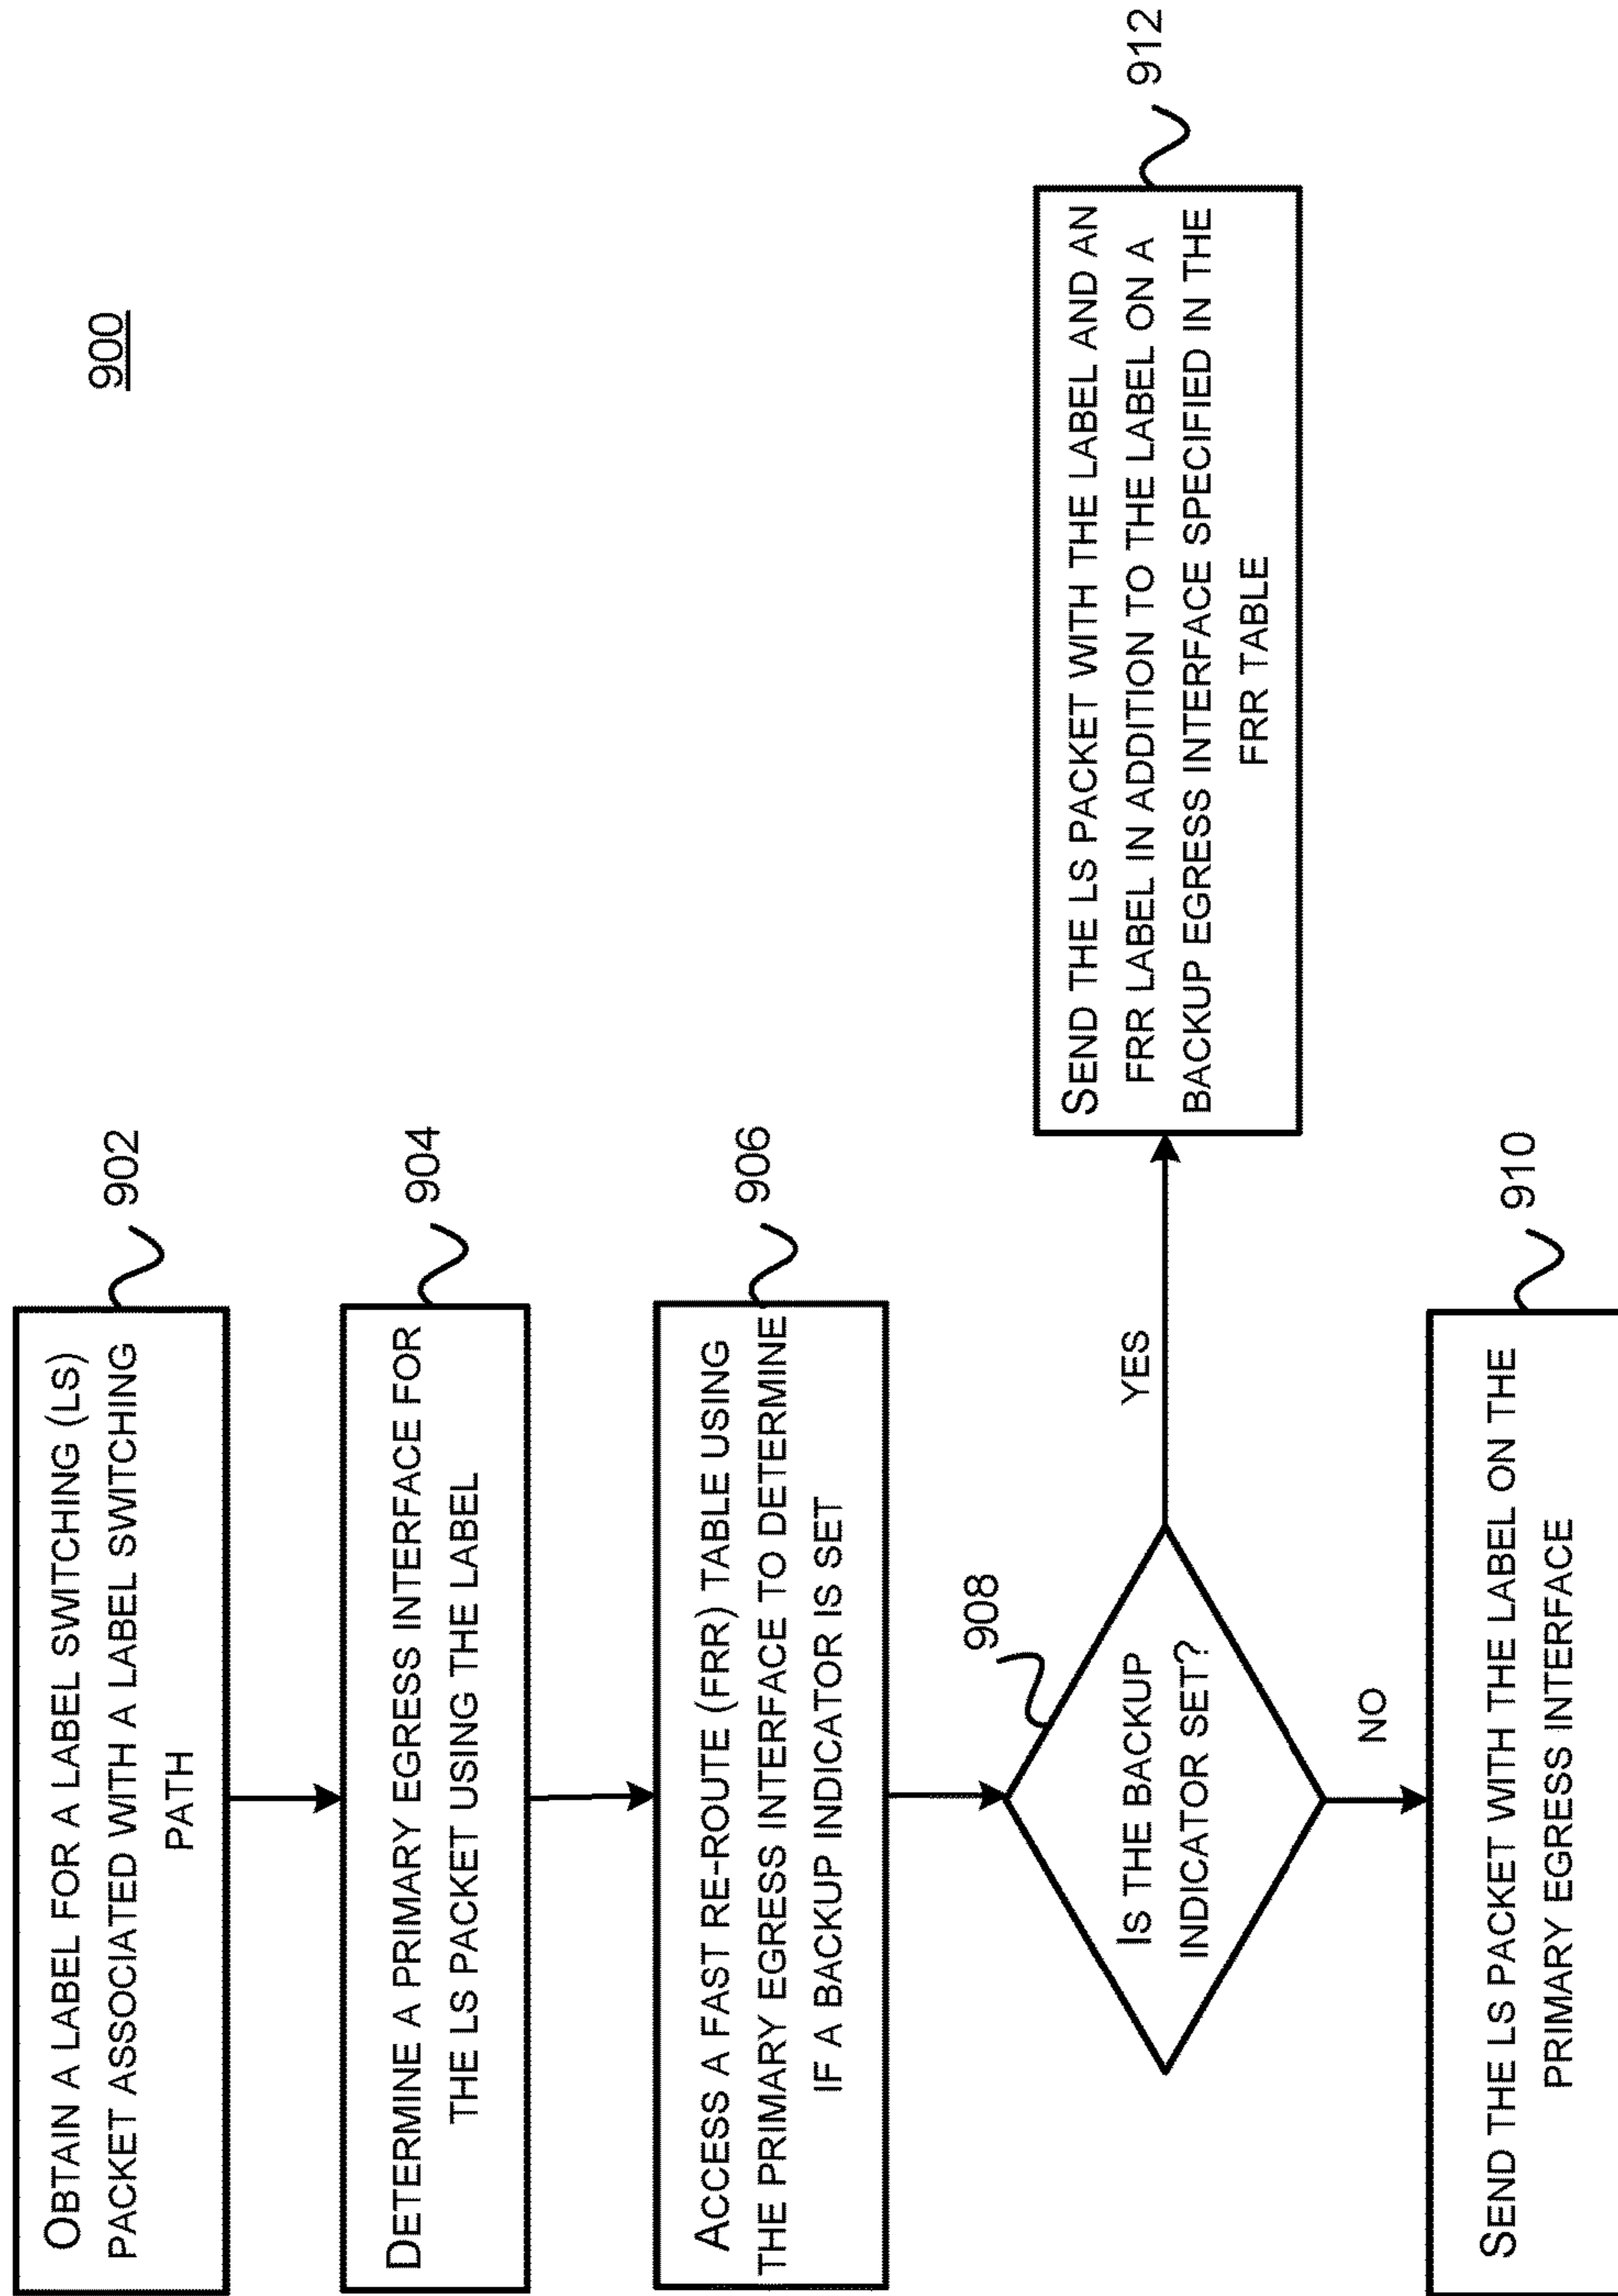 900
OBTAIN A LABEL FOR A LABEL SWITCHING (LS)
PACKET ASSOCIATED WITH A LABEL SWITCHING
PATH
902
DETERMINE A PRIMARY EGRESS INTERFACE FOR
THE LS PACKET USING THE LABEL
904
ACCESS A FAST RE-ROUTE (FRR) TABLE USING
THE PRIMARY EGRESS INTERFACE TO DETERMINE
IF A BACKUP INDICATOR IS SET
906
908
IS THE BACKUP
INDICATOR SET?
YES
SEND THE LS PACKET WITH THE LABEL AND AN
FRR LABEL IN ADDITION TO THE LABEL ON A
BACKUP EGRESS INTERFACE SPECIFIED IN THE
FRR TABLE
912
NO
SEND THE LS PACKET WITH THE LABEL ON THE
PRIMARY EGRESS INTERFACE
910